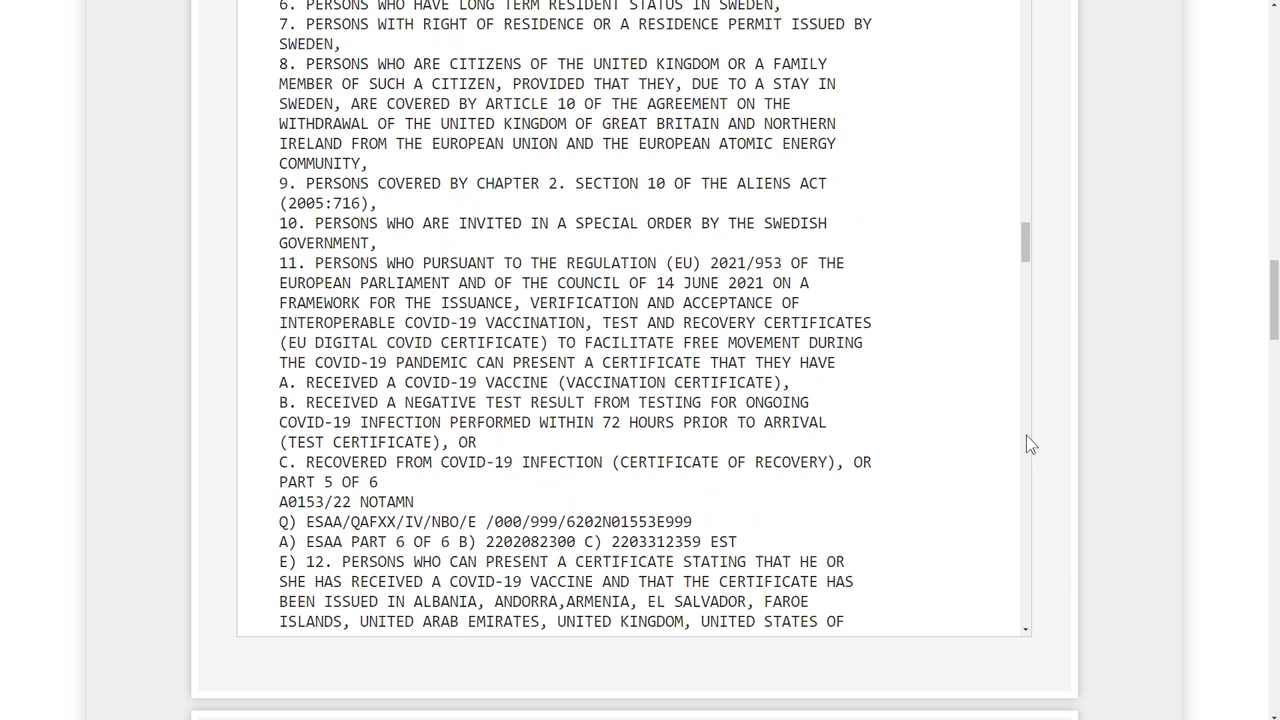 6. PERSONS WHO HAVE LONG TERM RESIDENT STATUS IN SWEDEN,
7. PERSONS WITH RIGHT OF RESIDENCE OR A RESIDENCE PERMIT ISSUED BY
SWEDEN,
8. PERSONS WHO ARE CITIZENS OF THE UNITED KINGDOM OR A FAMILY
MEMBER OF SUCH A CITIZEN, PROVIDED THAT THEY, DUE TO A STAY IN
SWEDEN, ARE COVERED BY ARTICLE 10 OF THE AGREEMENT ON THE
WITHDRAWAL OF THE UNITED KINGDOM OF GREAT BRITAIN AND NORTHERN
IRELAND FROM THE EUROPEAN UNION AND THE EUROPEAN ATOMIC ENERGY
COMMUNITY,
9. PERSONS COVERED BY CHAPTER 2. SECTION 10 OF THE ALIENS ACT
(2005:716),
10. PERSONS WHO ARE INVITED IN A SPECIAL ORDER BY THE SWEDISH
GOVERNMENT,
11. PERSONS WHO PURSUANT TO THE REGULATION (EU) 2021/953 OF THE
EUROPEAN PARLIAMENT AND OF THE COUNCIL OF 14 JUNE 2021 ON A
FRAMEWORK FOR THE ISSUANCE, VERIFICATION AND ACCEPTANCE OF
INTEROPERABLE COVID-19 VACCINATION, TEST AND RECOVERY CERTIFICATES
(EU DIGITAL COVID CERTIFICATE) TO FACILITATE FREE MOVEMENT DURING
THE COVID-19 PANDEMIC CAN PRESENT A CERTIFICATE THAT THEY HAVE
A. RECEIVED A COVID-19 VACCINE (VACCINATION CERTIFICATE),
B. RECEIVED A NEGATIVE TEST RESULT FROM TESTING FOR ONGOING
COVID-19 INFECTION PERFORMED WITHIN 72 HOURS PRIOR TO ARRIVAL
(TEST CERTIFICATE), OR
C. RECOVERED FROM COVID-19 INFECTION (CERTIFICATE OF RECOVERY), OR
PART 5 OF 6
A0153/22 NOTAMN
Q) ESAA/QAFXX/IV/NBO/E /000/999/6202N01553E999
A) ESAA PART 6 OF 6 B) 2202082300 C) 2203312359 EST
E) 12. PERSONS WHO CAN PRESENT A CERTIFICATE STATING THAT HE OR
SHE HAS RECEIVED A COVID-19 VACCINE AND THAT THE CERTIFICATE HAS
BEEN ISSUED IN ALBANIA, ANDORRA,ARMENIA, EL SALVADOR, FAROE
ISLANDS, UNITED ARAB EMIRATES, UNITED KINGDOM, UNITED STATES OF